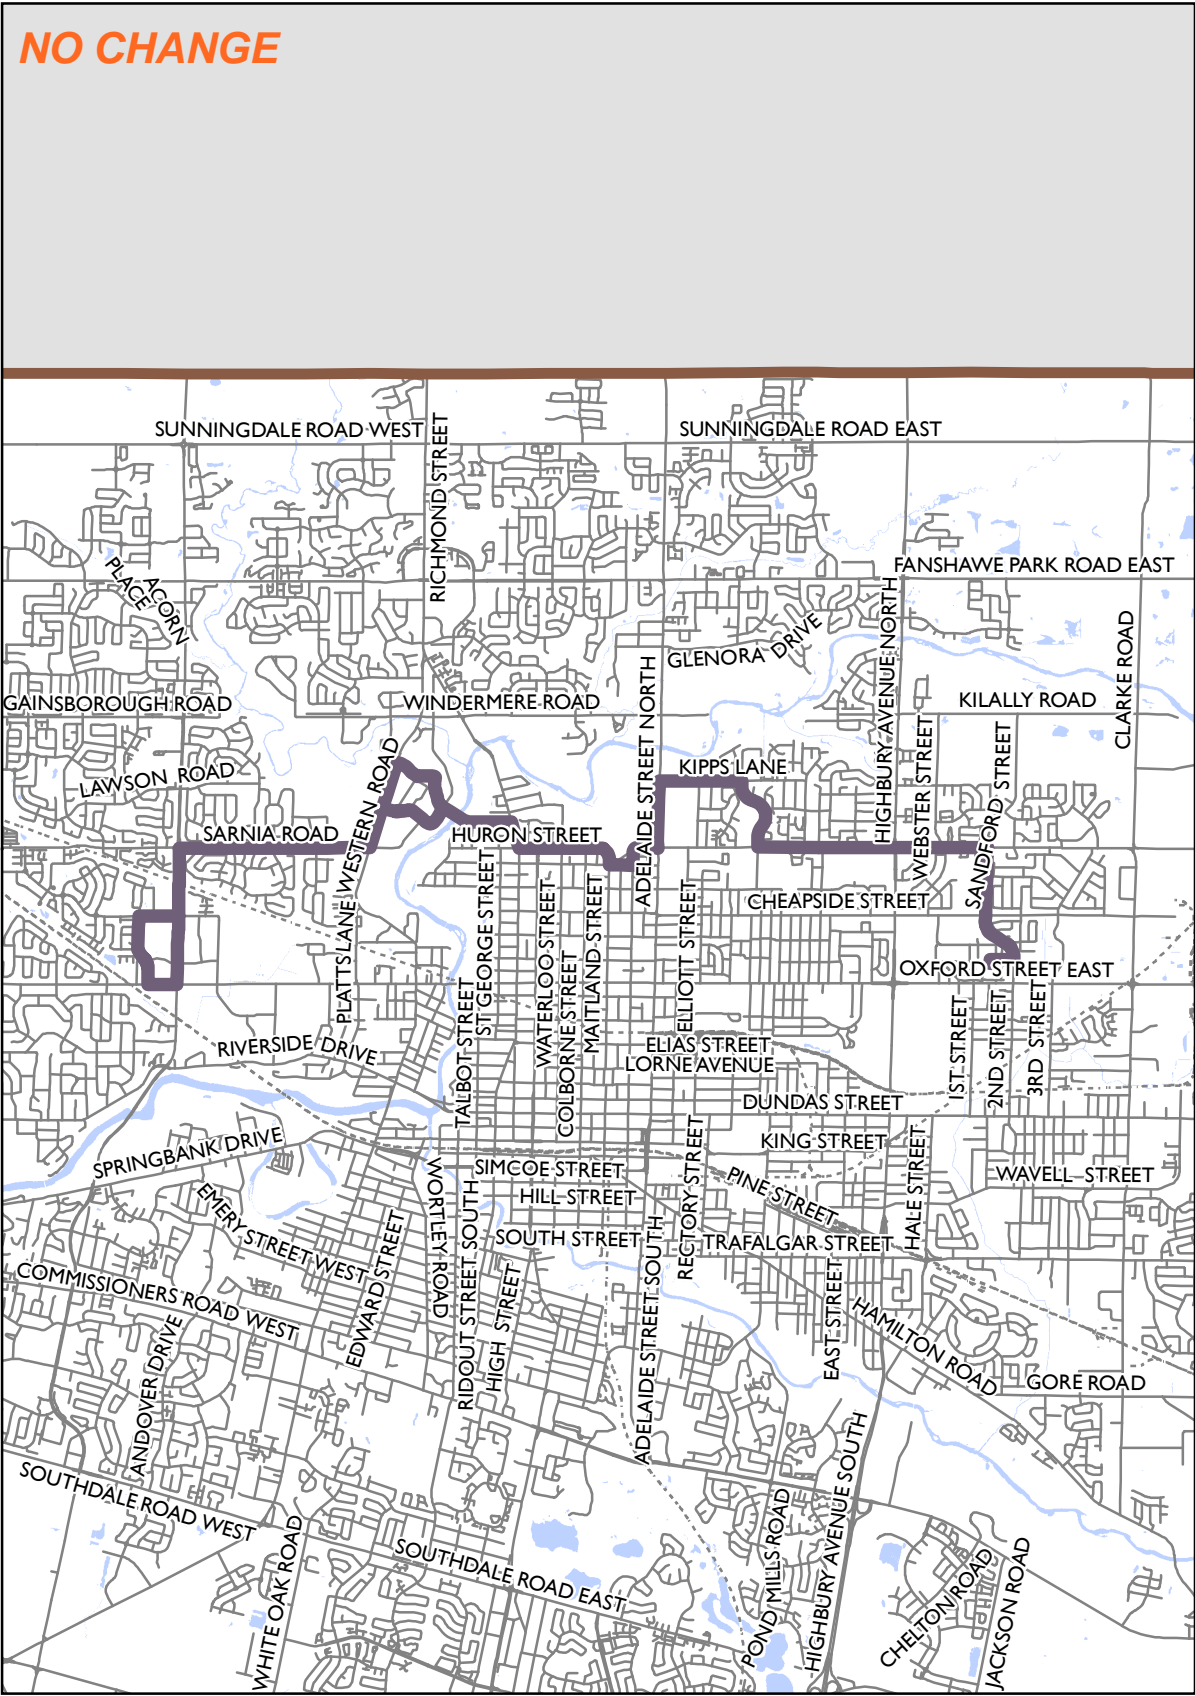 NO CHANGE
SUNNINGDALE ROAD WEST
SUNNINGDALE ROAD EAST
RICHMOND STREET
FANSHAWE PARK ROAD EAST
ACORN
PLACE
GLENORA DRIVE
HIGHBURY AVENUE NORTH
CLARKE ROAD
GAINSBOROUGH ROAD
WINDERMERE ROAD
ADELAIDE STREET NORTH
KILALLY ROAD
LAWSON ROAD
WESTERN ROAD
KIPPS LANE
WEBSTER STREET
SANDFORD STREET
SARNIA ROAD
HURON STREET
PLATTS LANE
ST GEORGE STREET
WATERLOO STREET
COLBORNE STREET
MAITLAND STREET
ELLIOTT STREET
CHEAPSIDE STREET
OXFORD STREET EAST
TALBOT STREET
1ST STREET
2ND STREET
3RD STREET
RIVERSIDE DRIVE
ELIAS STREET
LORNE AVENUE
DUNDAS STREET
SPRINGBANK DRIVE
KING STREET
SIMCOE STREET
RECTORY STREET
PINE STREET
HALE STREET
WAVELL STREET
EMERY STREET WEST
WORTLEY ROAD
HILL STREET
SOUTH STREET
TRAFALGAR STREET
COMMISSIONERS ROAD WEST
EDWARD STREET
RIDOUT STREET SOUTH
HIGH STREET
ADELAIDE STREET SOUTH
EAST STREET
HAMILTON ROAD
GORE ROAD
ANDOVER DRIVE
SOUTHDALE ROAD WEST
WHITE OAK ROAD
SOUTHDALE ROAD EAST
POND MILLS ROAD
HIGHBURY AVENUE SOUTH
CHELTON ROAD
JACKSON ROAD